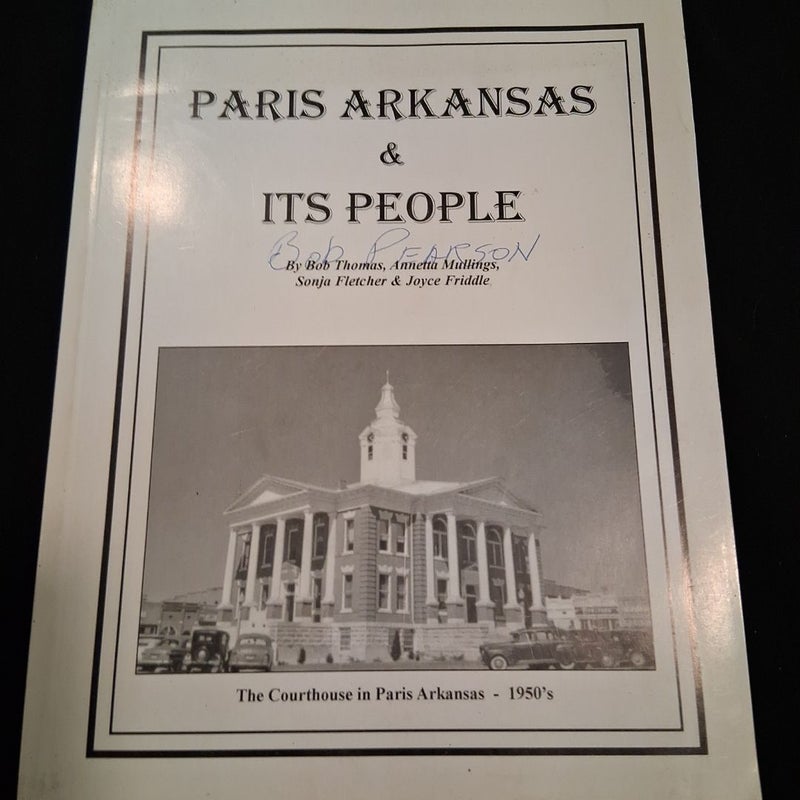 PARIS ARKANSAS
&
ITS PEOPLE
Bob PEARSON
By Bob Thomas, Annetta Mullings,
Sonja Fletcher & Joyce Friddle
The Courthouse in Paris Arkansas - 1950's